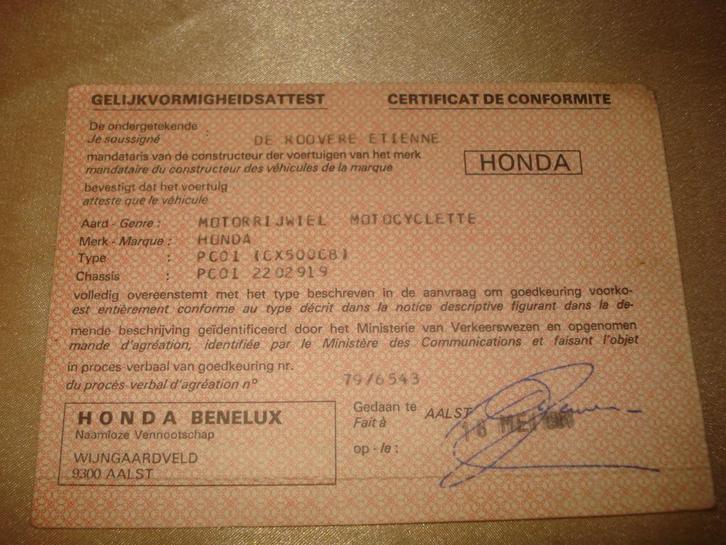 GELIJKVORMIGHEIDSATTEST CERTIFICAT DE CONFORMITE
De ondergetekende
Je soussigné : DE ROOVERE ETIENNE
mandataris van de constructeur der voertuigen van het merk
mandataire du constructeur des véhicules de la marque
HONDA
bevestigt dat het voertuig
atteste que le véhicule
Aard - Genre : MOTORRIJWIEL MOTOCYCLETTE
Merk - Marque : HONDA
Type : PC01 (CX500CB)
Chassis : PC01 2202919
volledig overeenstemt met het type beschreven in de aanvraag om goedkeuring voorko-
est entièrement conforme au type décrit dans la notice descriptive figurant dans la de-
mende beschrijving geïdentificeerd door het Ministerie van Verkeerswezen en opgenomen
mande d'agréation, identifiée par le Ministère des Communications et faisant l'objet
in proces-verbaal van goedkeuring nr.
du procès-verbal d'agréation n° 79/6543
HONDA BENELUX
Naamloze Vennootschap
WIJNGAARDVELD
9300 AALST
Gedaan te
Fait à AALST
op - le : MEI